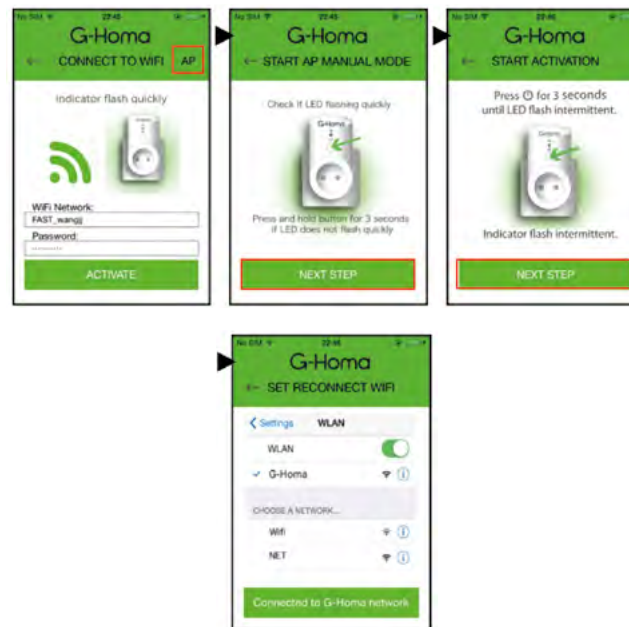 No SIM 22:45
G-Homa
← CONNECT TO WIFI AP
Indicator flash quickly
WiFi Network:
FAST_wangjj
Password:
ACTIVATE
No SIM 22:45
G-Homa
← START AP MANUAL MODE
Check if LED flashing quickly
G-Homa
Press and hold button for 3 seconds
if LED does not flash quickly
NEXT STEP
No SIM 22:46
G-Homa
← START ACTIVATION
Press ⏻ for 3 seconds
until LED flash intermittent.
Indicator flash intermittent.
NEXT STEP
No SIM 22:46
G-Homa
← SET RECONNECT WIFI
Settings WLAN
WLAN
G-Homa
CHOOSE A NETWORK...
Wifi
NET
Connected to G-Homa network